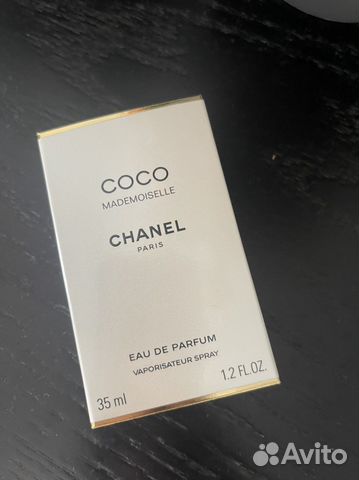 COCO
MADEMOISELLE
CHANEL
PARIS
EAU DE PARFUM
VAPORISATEUR SPRAY
35 ml 1.2 FL.OZ.
Avito